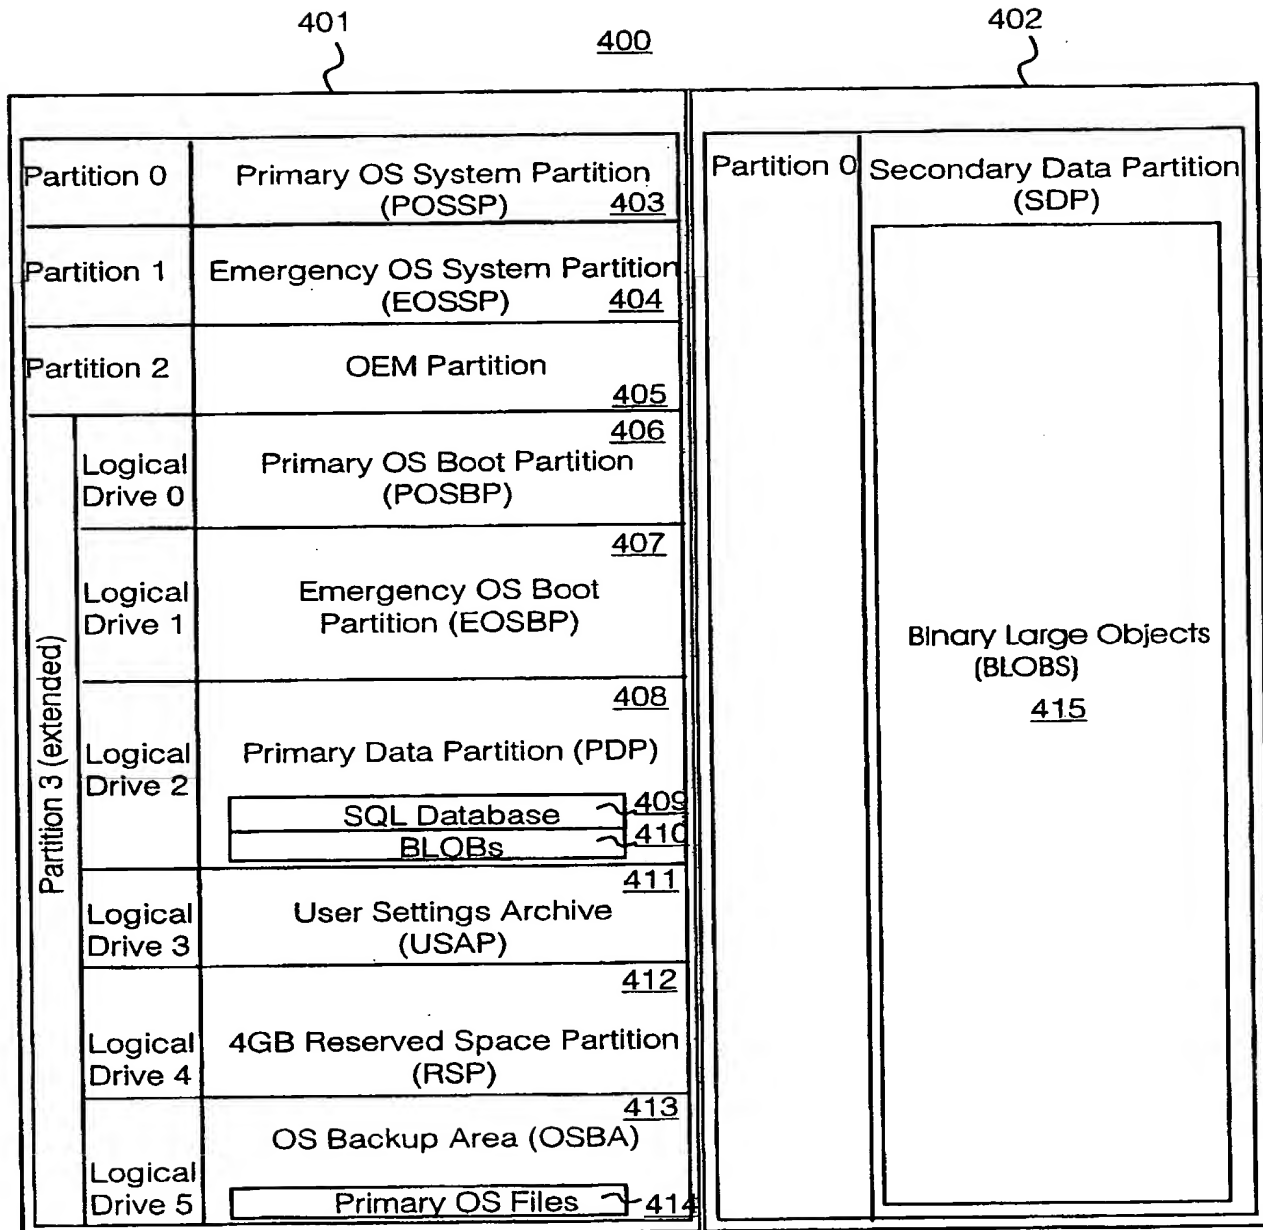 401
400
402
Partition 0
Primary OS System Partition
(POSSP) 403
Partition 1
Emergency OS System Partition
(EOSSP) 404
Partition 2
OEM Partition
405
Partition 3 (extended)
406
Logical
Drive 0
Primary OS Boot Partition
(POSBP)
407
Logical
Drive 1
Emergency OS Boot
Partition (EOSBP)
408
Logical
Drive 2
Primary Data Partition (PDP)
SQL Database 409
BLOBs 410
411
Logical
Drive 3
User Settings Archive
(USAP)
412
Logical
Drive 4
4GB Reserved Space Partition
(RSP)
413
OS Backup Area (OSBA)
Logical
Drive 5
Primary OS Files 414
Partition 0
Secondary Data Partition
(SDP)
Binary Large Objects
(BLOBS)
415